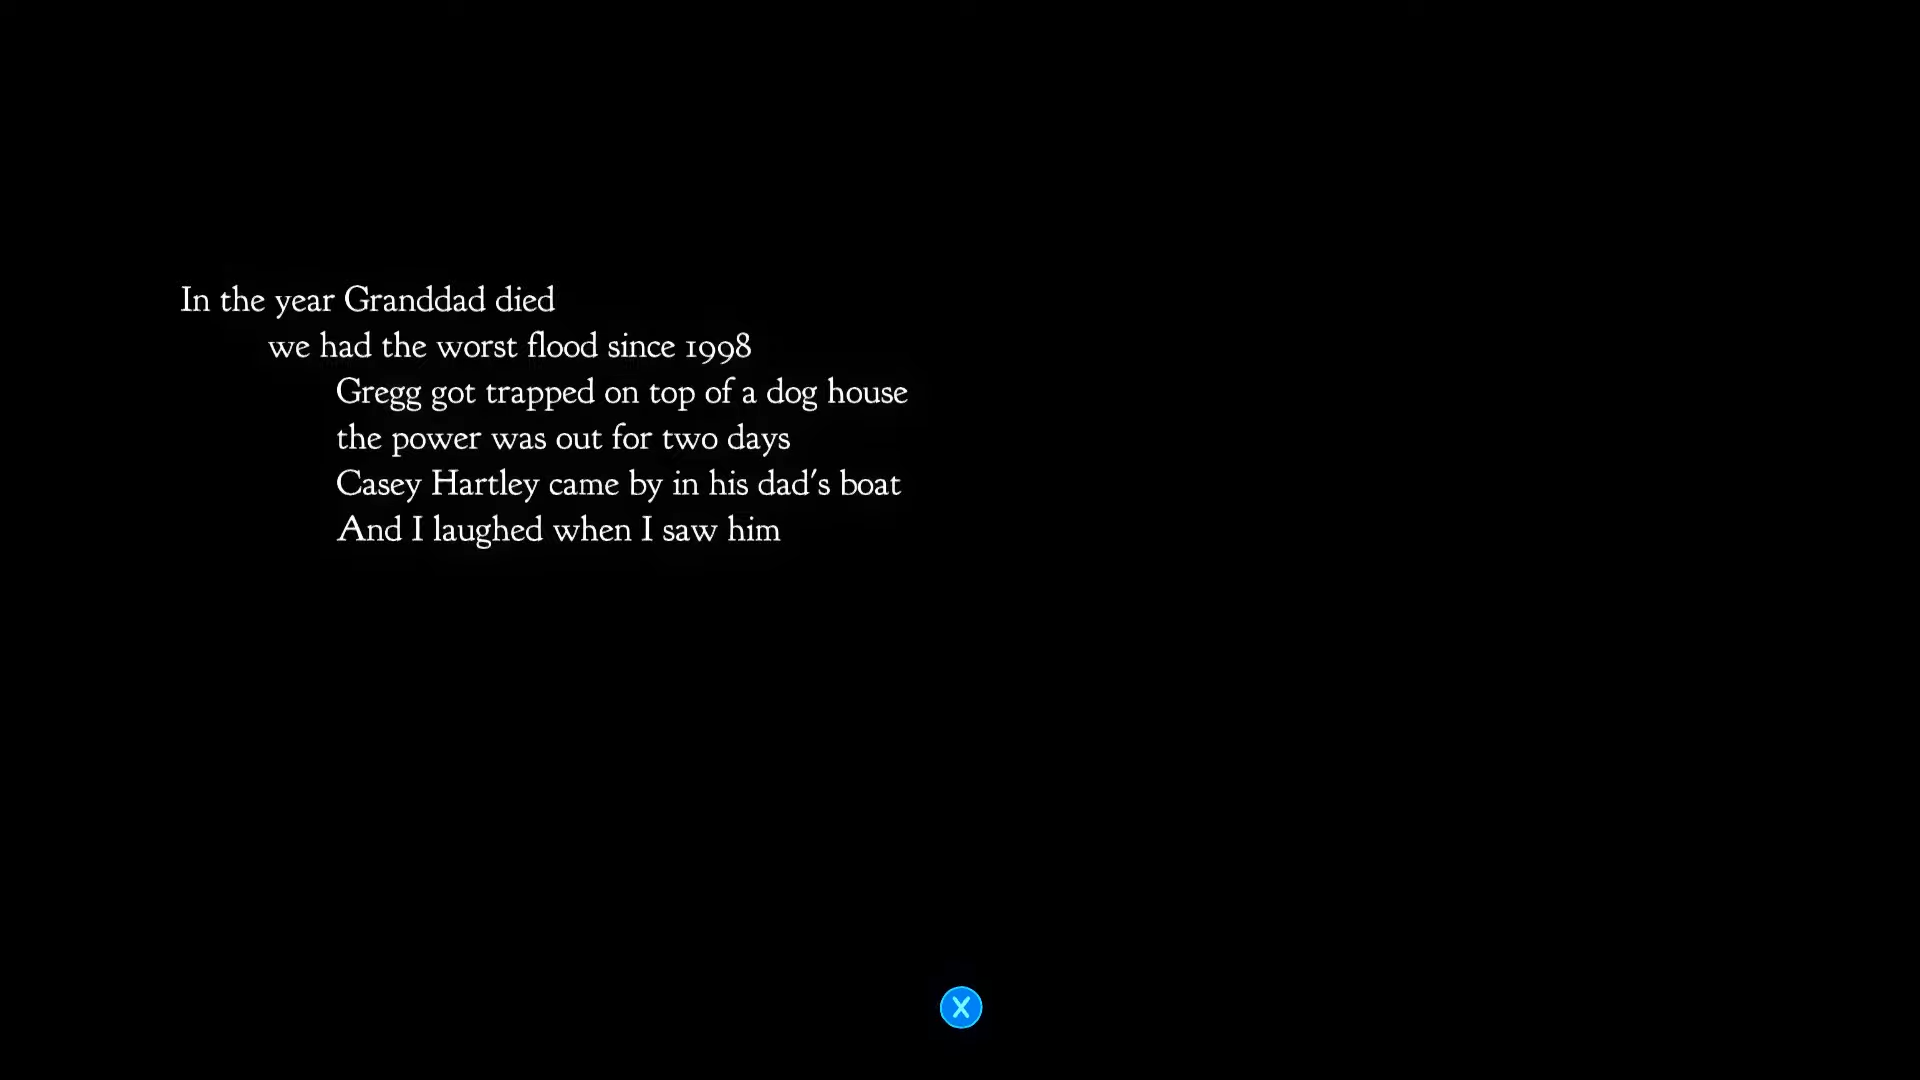 In the year Granddad died
we had the worst flood since 1998
Gregg got trapped on top of a dog house
the power was out for two days
Casey Hartley came by in his dad's boat
And I laughed when I saw him
X